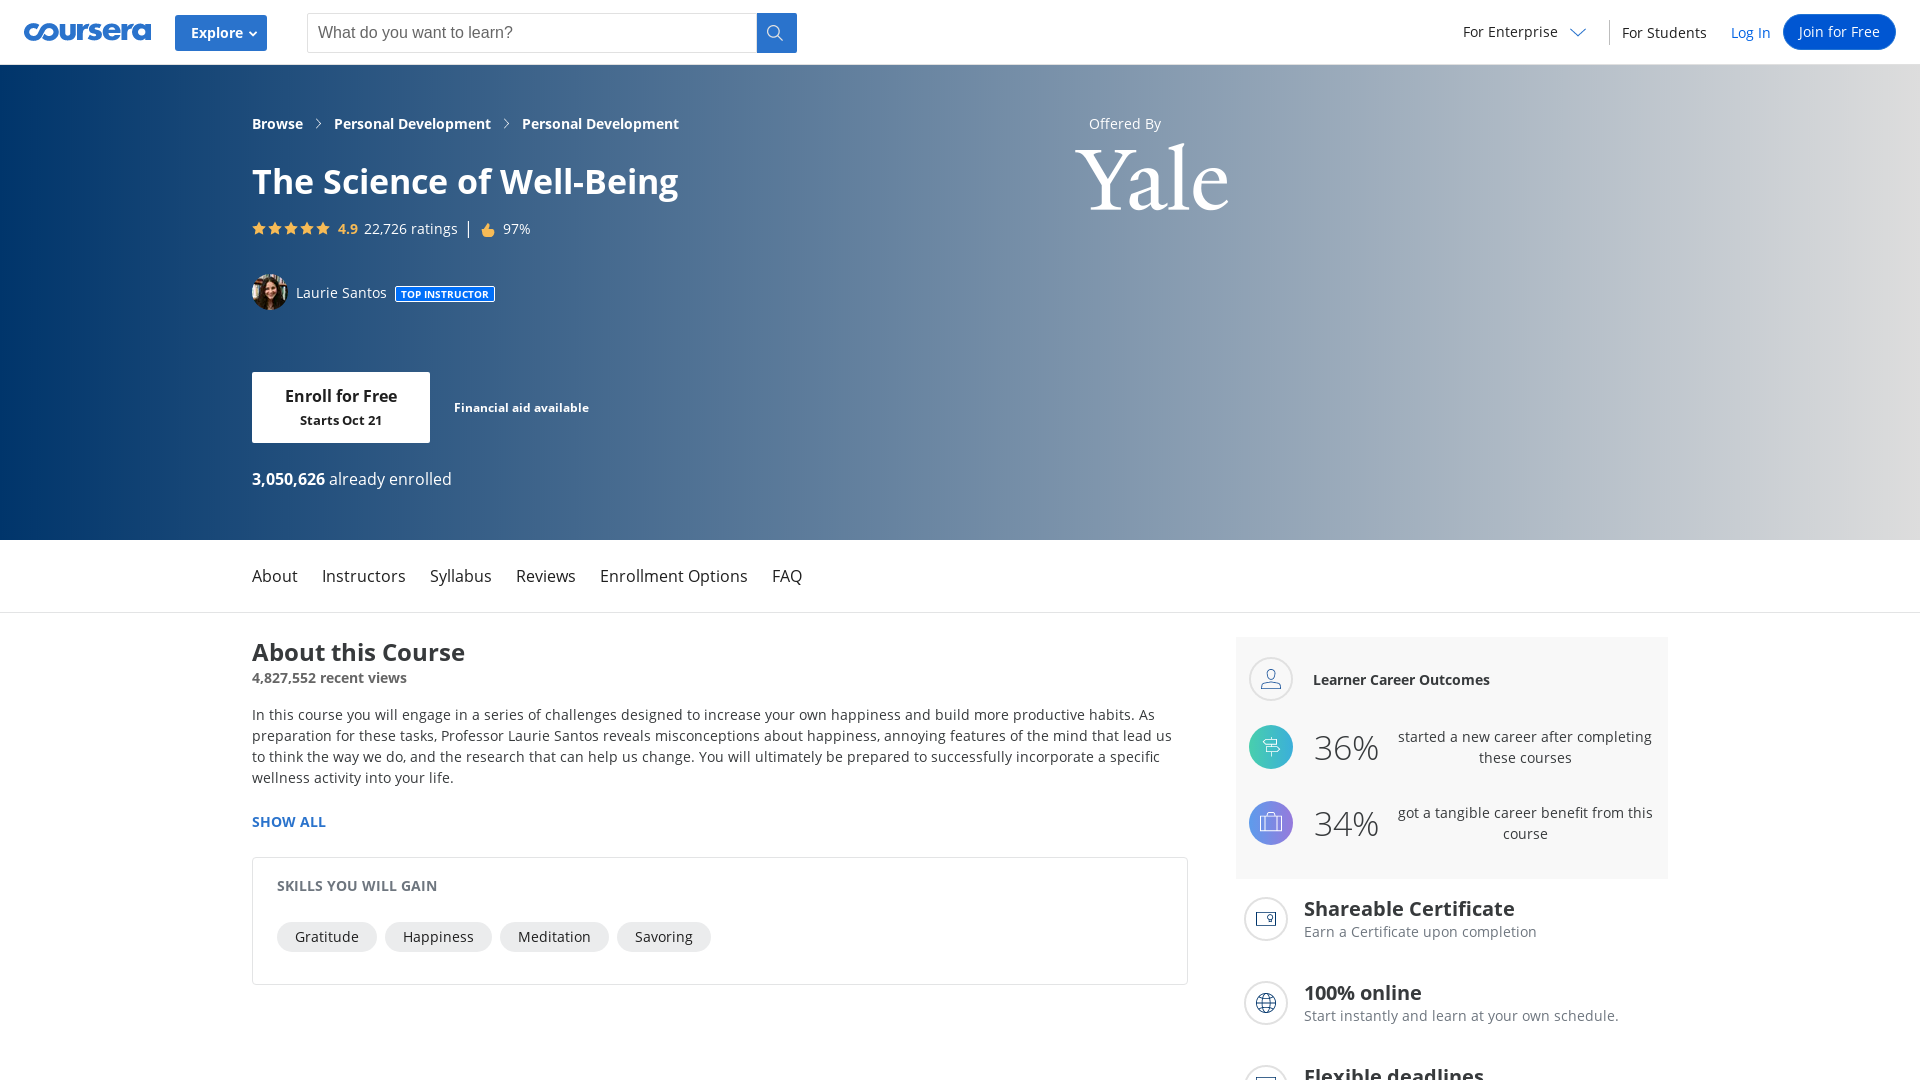 coursera
Explore
What do you want to learn?
For Enterprise
For Students
Log In
Join for Free
Browse
Personal Development
Personal Development
Offered By
Yale
The Science of Well-Being
4.9 22,726 ratings | 97%
Laurie Santos TOP INSTRUCTOR
Enroll for Free
Starts Oct 21
Financial aid available
3,050,626 already enrolled
About
Instructors
Syllabus
Reviews
Enrollment Options
FAQ
About this Course
4,827,552 recent views
In this course you will engage in a series of challenges designed to increase your own happiness and build more productive habits. As
preparation for these tasks, Professor Laurie Santos reveals misconceptions about happiness, annoying features of the mind that lead us
to think the way we do, and the research that can help us change. You will ultimately be prepared to successfully incorporate a specific
wellness activity into your life.
SHOW ALL
SKILLS YOU WILL GAIN
Gratitude
Happiness
Meditation
Savoring
Learner Career Outcomes
36%
started a new career after completing
these courses
34%
got a tangible career benefit from this
course
Shareable Certificate
Earn a Certificate upon completion
100% online
Start instantly and learn at your own schedule.
Flexible deadlines